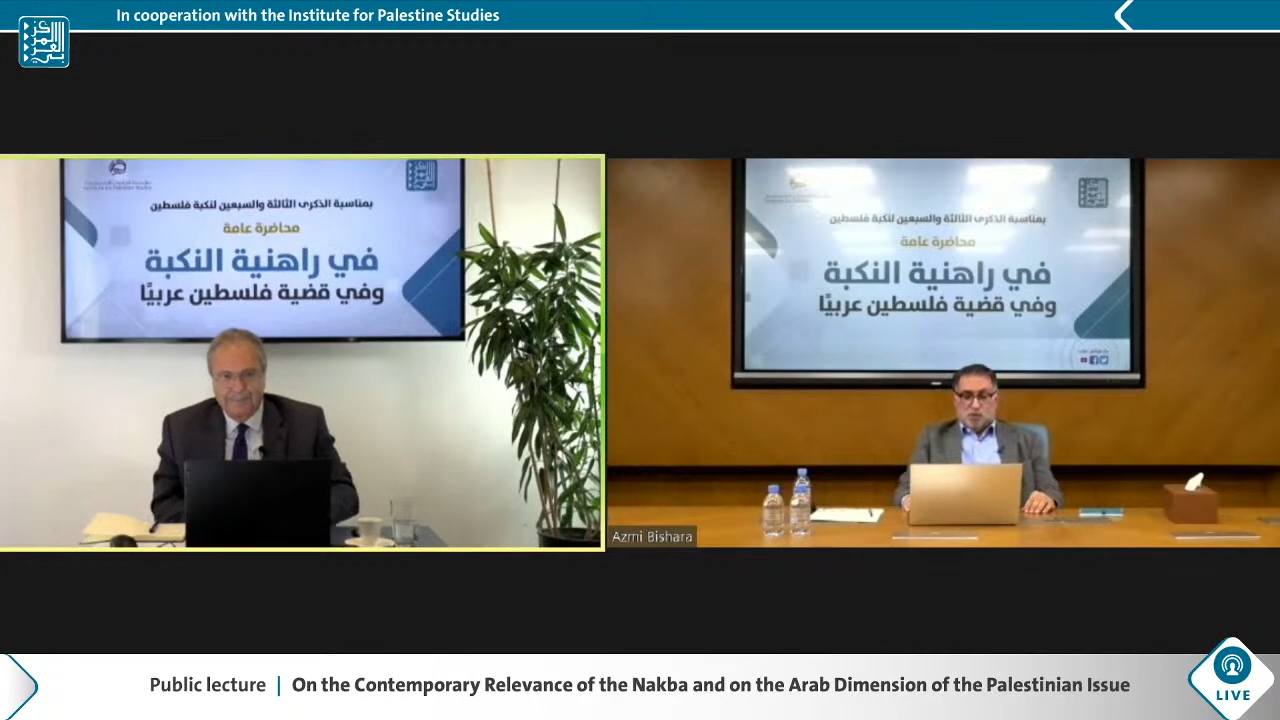 In cooperation with the Institute for Palestine Studies
بمناسبة الذكرى الثالثة والسبعين لنكبة فلسطين
محاضرة عامة
في راهنية النكبة
وفي قضية فلسطين عربيًا
بمناسبة الذكرى الثالثة والسبعين لنكبة فلسطين
محاضرة عامة
في راهنية النكبة
وفي قضية فلسطين عربيًا
Azmi Bishara
Public lecture | On the Contemporary Relevance of the Nakba and on the Arab Dimension of the Palestinian Issue
LIVE